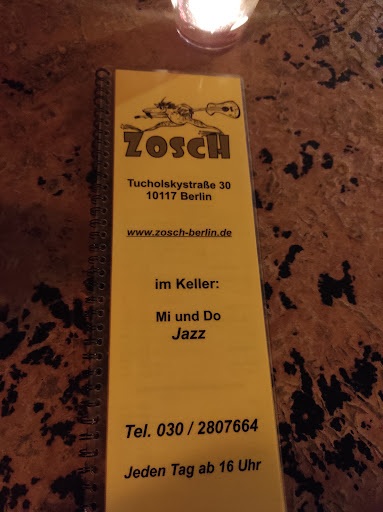 ZOSCH
Tucholskystraße 30
10117 Berlin
www.zosch-berlin.de
im Keller:
Mi und Do
Jazz
Tel. 030 / 2807664
Jeden Tag ab 16 Uhr